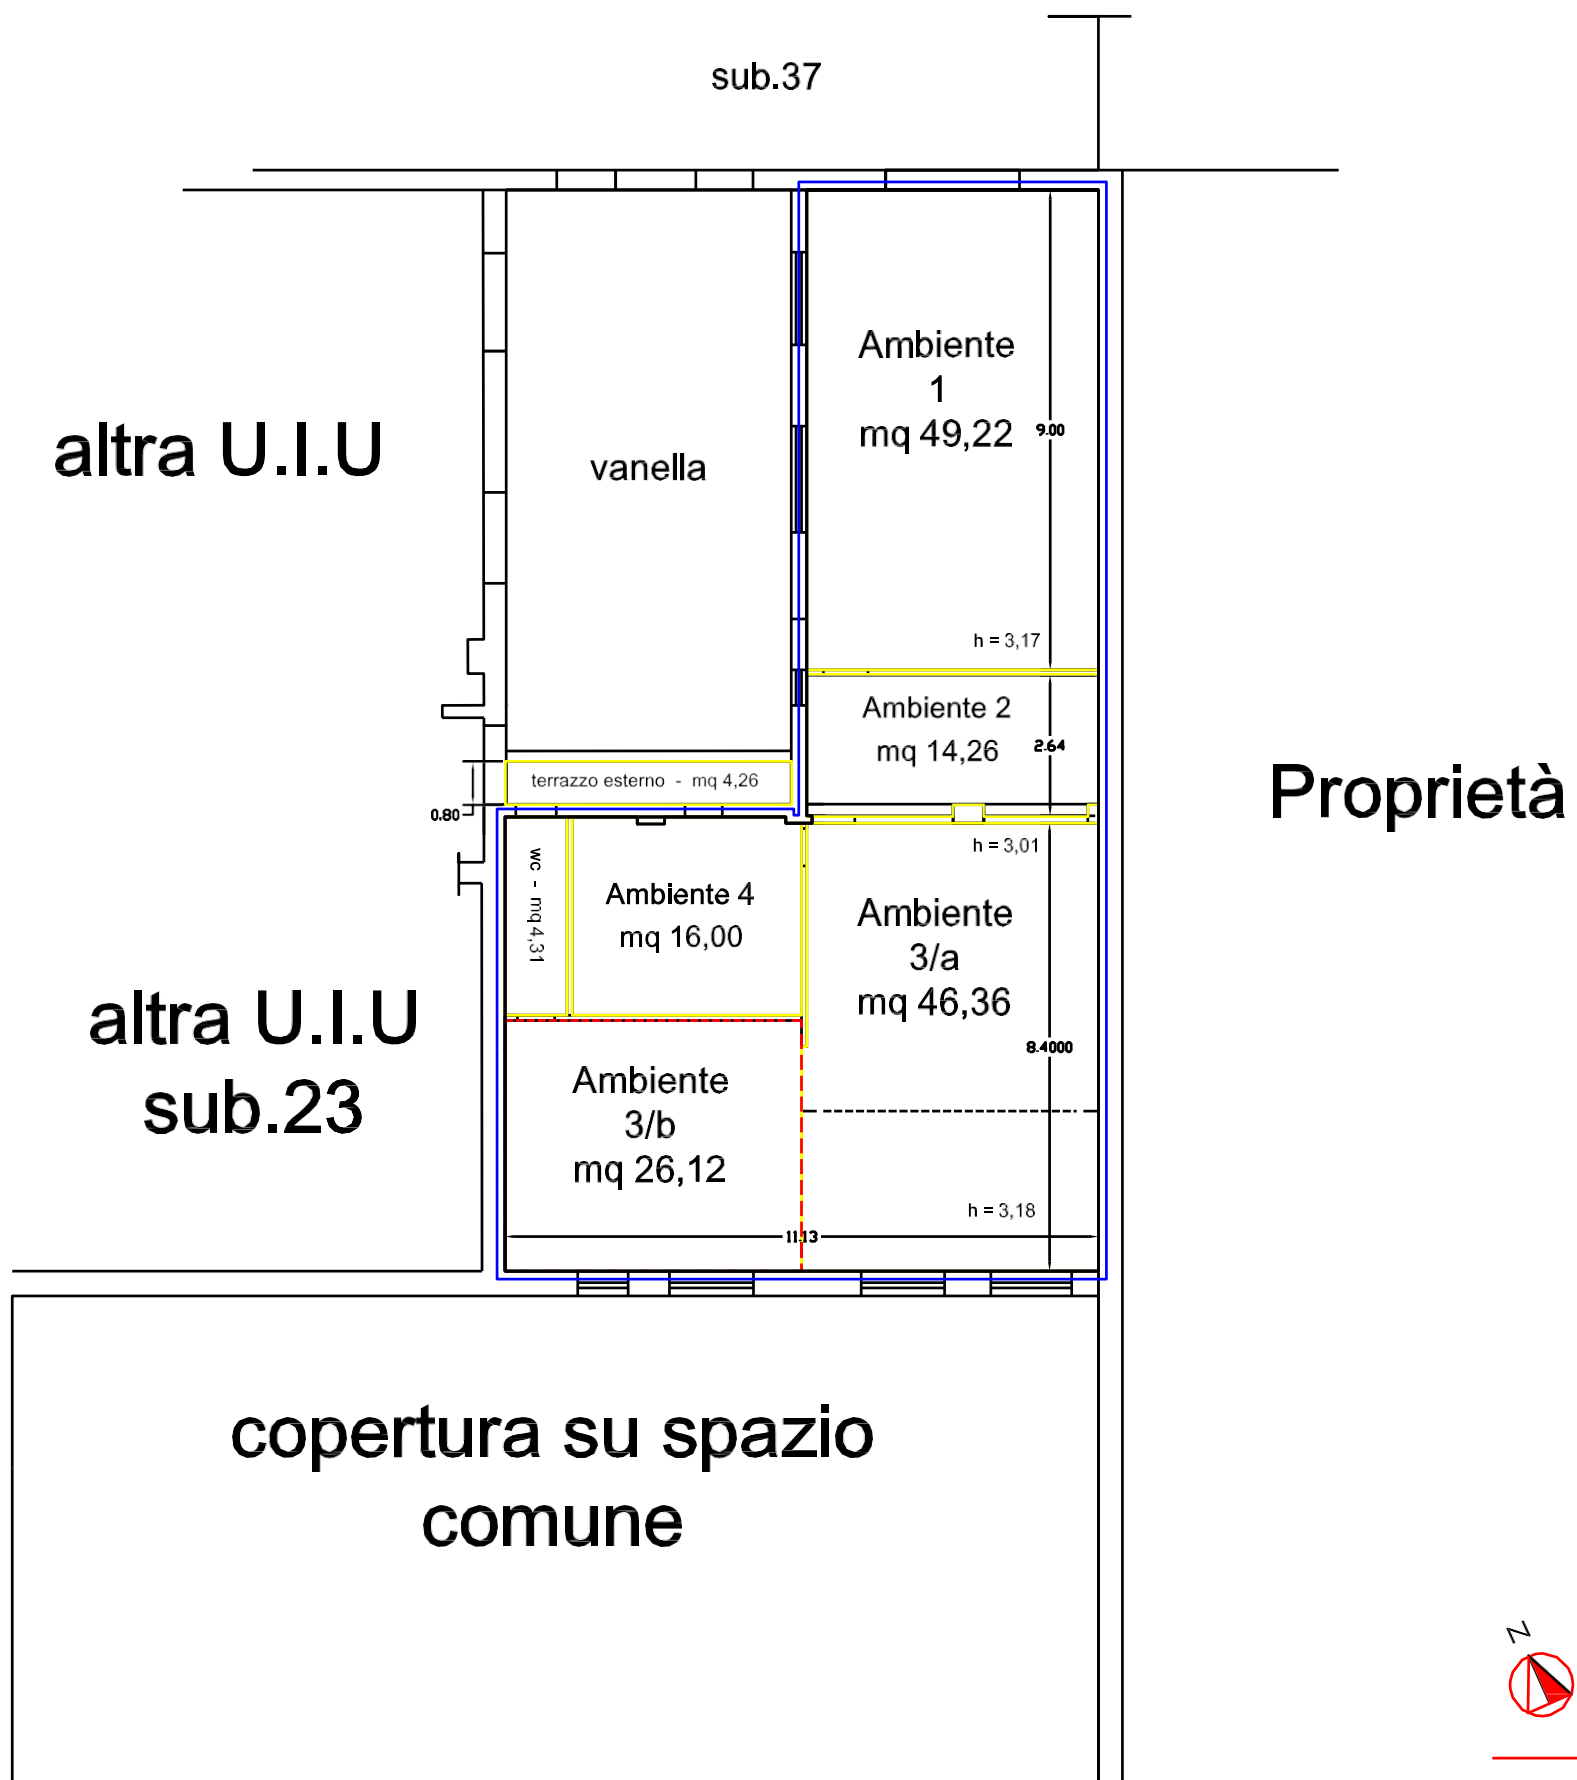 sub.37
Ambiente
1
mq 49,22
9.00
altra U.I.U
vanella
h = 3,17
Ambiente 2
mq 14,26
2.64
terrazzo esterno - mq 4,26
Proprietà
0.80
h = 3,01
wc - mq 4,31
Ambiente 4
mq 16,00
Ambiente
3/a
mq 46,36
altra U.I.U
sub.23
8.4000
Ambiente
3/b
mq 26,12
h = 3,18
11.13
copertura su spazio
comune
N